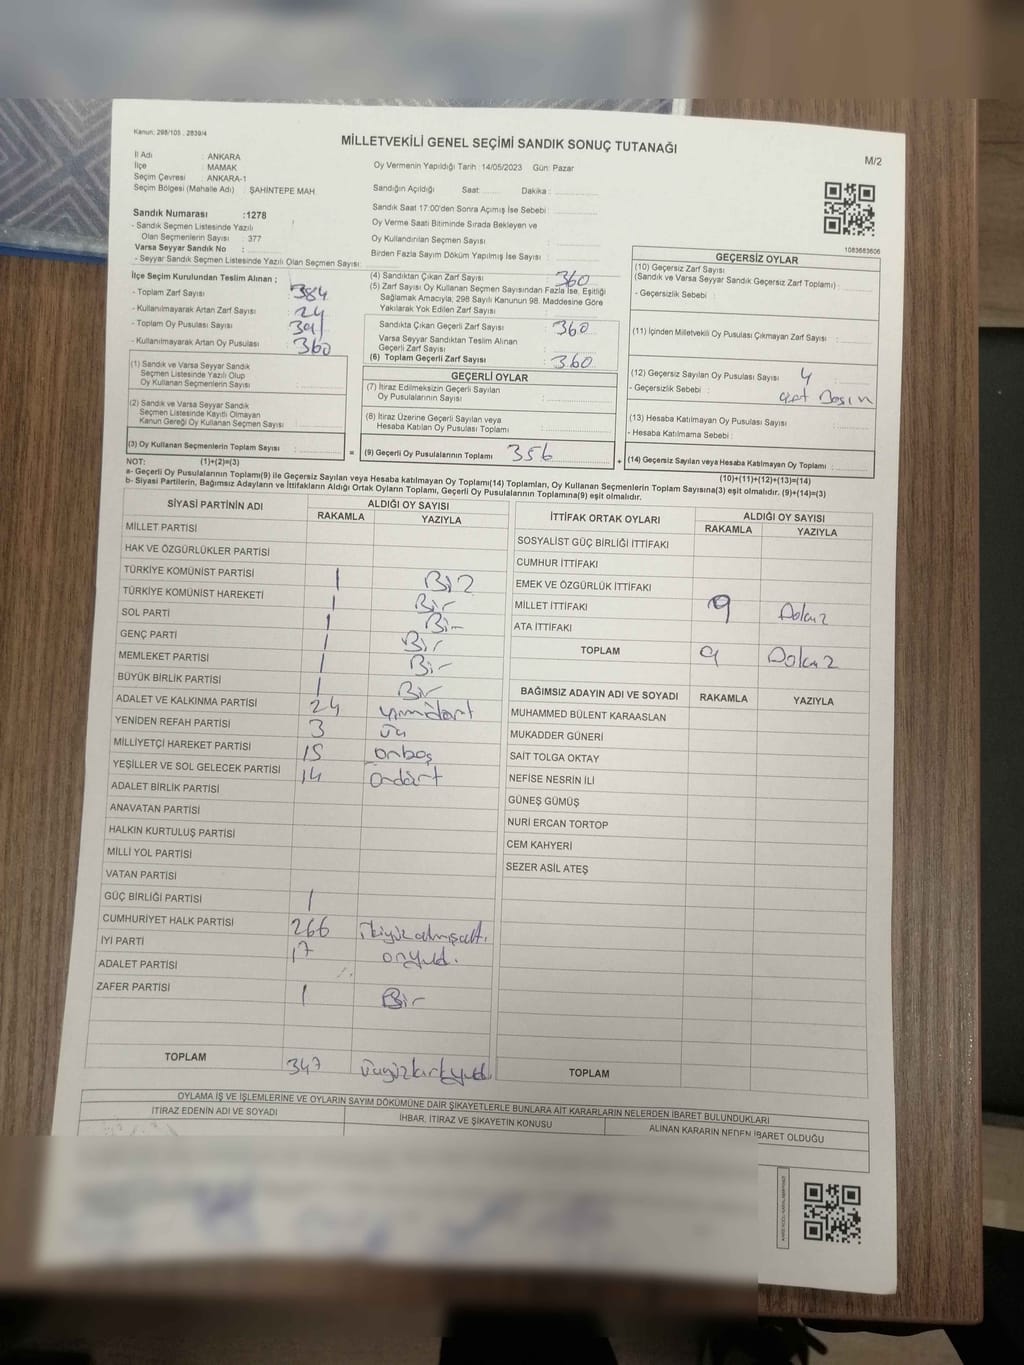 Kanun: 298/105 , 2839/4
MİLLETVEKİLİ GENEL SEÇİMİ SANDIK SONUÇ TUTANAĞI
M/2
İl Adı : ANKARA
İlçe : MAMAK
Seçim Çevresi : ANKARA-1
Seçim Bölgesi (Mahalle Adı) : ŞAHİNTEPE MAH.
Oy Vermenin Yapıldığı Tarih :14/05/2023 Gün: Pazar
Sandığın Açıldığı Saat: Dakika :
Sandık Saat 17:00'den Sonra Açımış İse Sebebi :
Oy Verme Saati Bitiminde Sırada Bekleyen ve
Oy Kullandırılan Seçmen Sayısı :
Birden Fazla Sayım Döküm Yapılmış İse Sayısı :
1083683606
Sandık Numarası :1278
- Sandık Seçmen Listesinde Yazılı
Olan Seçmenlerin Sayısı : 377
Varsa Seyyar Sandık No :
- Seyyar Sandık Seçmen Listesinde Yazılı Olan Seçmen Sayısı:
İlçe Seçim Kurulundan Teslim Alınan :
- Toplam Zarf Sayısı : 384
- Kullanılmayarak Artan Zarf Sayısı : 24
- Toplam Oy Pusulası Sayısı : 391
- Kullanılmayarak Artan Oy Pusulası : 360
(1) Sandık ve Varsa Seyyar Sandık
Seçmen Listesinde Yazılı Olup
Oy Kullanan Seçmenlerin Sayısı :
(2) Sandık ve Varsa Seyyar Sandık
Seçmen Listesinde Kayıtlı Olmayan
Kanun Gereği Oy Kullanan Seçmen Sayısı :
(3) Oy Kullanan Seçmenlerin Toplam Sayısı :
(4) Sandıktan Çıkan Zarf Sayısı : 360
(5) Zarf Sayısı Oy Kullanan Seçmen Sayısından Fazla İse, Eşitliği
Sağlamak Amacıyla, 298 Sayılı Kanunun 98. Maddesine Göre
Yakılarak Yok Edilen Zarf Sayısı :
Sandıkta Çıkan Geçerli Zarf Sayısı : 360
Varsa Seyyar Sandıktan Teslim Alınan
Geçerli Zarf Sayısı :
(6) Toplam Geçerli Zarf Sayısı : 360
GEÇERLİ OYLAR
(7) İtiraz Edilmeksizin Geçerli Sayılan
Oy Pusulalarının Sayısı :
(8) İtiraz Üzerine Geçerli Sayılan veya
Hesaba Katılan Oy Pusulası Toplamı :
= (9) Geçerli Oy Pusulalarının Toplamı : 356
GEÇERSİZ OYLAR
(10) Geçersiz Zarf Sayısı
(Sandık ve Varsa Seyyar Sandık Geçersiz Zarf Toplamı) :
- Geçersizlik Sebebi :
(11) İçinden Milletvekili Oy Pusulası Çıkmayan Zarf Sayısı :
(12) Geçersiz Sayılan Oy Pusulası Sayısı : 4
- Geçersizlik Sebebi :
(13) Hesaba Katılmayan Oy Pusulası Sayısı :
- Hesaba Katılmama Sebebi :
+ (14) Geçersiz Sayılan veya Hesaba Katılmayan Oy Toplamı :
NOT: (1)+(2)=(3)
(10)+(11)+(12)+(13)=(14)
a- Geçerli Oy Pusulalarının Toplamı(9) ile Geçersiz Sayılan veya Hesaba katılmayan Oy Toplamı(14) Toplamları, Oy Kullanan Seçmenlerin Toplam Sayısına(3) eşit olmalıdır. (9)+(14)=(3)
b- Siyasi Partilerin, Bağımsız Adayların ve İttifakların Aldığı Ortak Oyların Toplamı, Geçerli Oy Pusulalarının Toplamına(9) eşit olmalıdır.
SİYASİ PARTİNİN ADI ALDIĞI OY SAYISI
RAKAMLA YAZIYLA
MİLLET PARTİSİ
HAK VE ÖZGÜRLÜKLER PARTİSİ
TÜRKİYE KOMÜNİST PARTİSİ 1 Bir
TÜRKİYE KOMÜNİST HAREKETİ 1 Bir
SOL PARTİ 1 Bir
GENÇ PARTİ 1 Bir
MEMLEKET PARTİSİ 1 Bir
BÜYÜK BİRLİK PARTİSİ 1 Bir
ADALET VE KALKINMA PARTİSİ 24 yirmidört
YENİDEN REFAH PARTİSİ 3 üç
MİLLİYETÇİ HAREKET PARTİSİ 15 onbeş
YEŞİLLER VE SOL GELECEK PARTİSİ 14 ondört
ADALET BİRLİK PARTİSİ
ANAVATAN PARTİSİ
HALKIN KURTULUŞ PARTİSİ
MİLLİ YOL PARTİSİ
VATAN PARTİSİ
GÜÇ BİRLİĞİ PARTİSİ 1
CUMHURİYET HALK PARTİSİ 266 ikiyüzaltmışaltı.
İYİ PARTİ 17 onyedi.
ADALET PARTİSİ
ZAFER PARTİSİ 1 Bir
TOPLAM 347 üçyüzkırkyedi.
İTTİFAK ORTAK OYLARI ALDIĞI OY SAYISI
RAKAMLA YAZIYLA
SOSYALİST GÜÇ BİRLİĞİ İTTİFAKI
CUMHUR İTTİFAKI
EMEK VE ÖZGÜRLÜK İTTİFAKI
MİLLET İTTİFAKI 9 Dokuz
ATA İTTİFAKI
TOPLAM 9 Dokuz
BAĞIMSIZ ADAYIN ADI VE SOYADI RAKAMLA YAZIYLA
MUHAMMED BÜLENT KARAASLAN
MUKADDER GÜNERİ
SAİT TOLGA OKTAY
NEFİSE NESRİN İLİ
GÜNEŞ GÜMÜŞ
NURİ ERCAN TORTOP
CEM KAHYERİ
SEZER ASİL ATEŞ
TOPLAM
OYLAMA İŞ VE İŞLEMLERİNE VE OYLARIN SAYIM DÖKÜMÜNE DAİR ŞİKAYETLERLE BUNLARA AİT KARARLARIN NELERDEN İBARET BULUNDUKLARI
İTİRAZ EDENİN ADI VE SOYADI İHBAR, İTİRAZ VE ŞİKAYETİN KONUSU ALINAN KARARIN NEDEN İBARET OLDUĞU